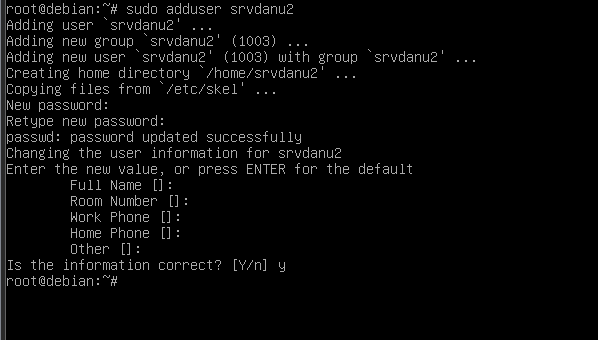 root@debian:~# sudo adduser srvdanu2
Adding user `srvdanu2' ...
Adding new group `srvdanu2' (1003) ...
Adding new user `srvdanu2' (1003) with group `srvdanu2' ...
Creating home directory `/home/srvdanu2' ...
Copying files from `/etc/skel' ...
New password:
Retype new password:
passwd: password updated successfully
Changing the user information for srvdanu2
Enter the new value, or press ENTER for the default
Full Name []:
Room Number []:
Work Phone []:
Home Phone []:
Other []:
Is the information correct? [Y/n] y
root@debian:~#